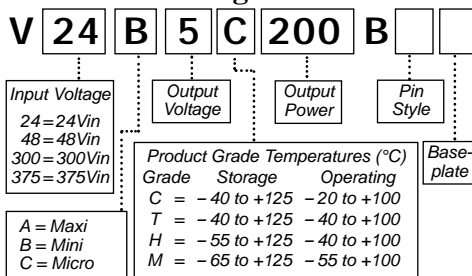 V 24 B 5 C 200 B
Input Voltage
24=24Vin
48=48Vin
300=300Vin
375=375Vin
Output
Voltage
Output
Power
Pin
Style
Base-
plate
Product Grade Temperatures (°C)
Grade Storage Operating
C = – 40 to +125 – 20 to +100
T = – 40 to +125 – 40 to +100
H = – 55 to +125 – 40 to +100
M = – 65 to +125 – 55 to +100
A = Maxi
B = Mini
C = Micro